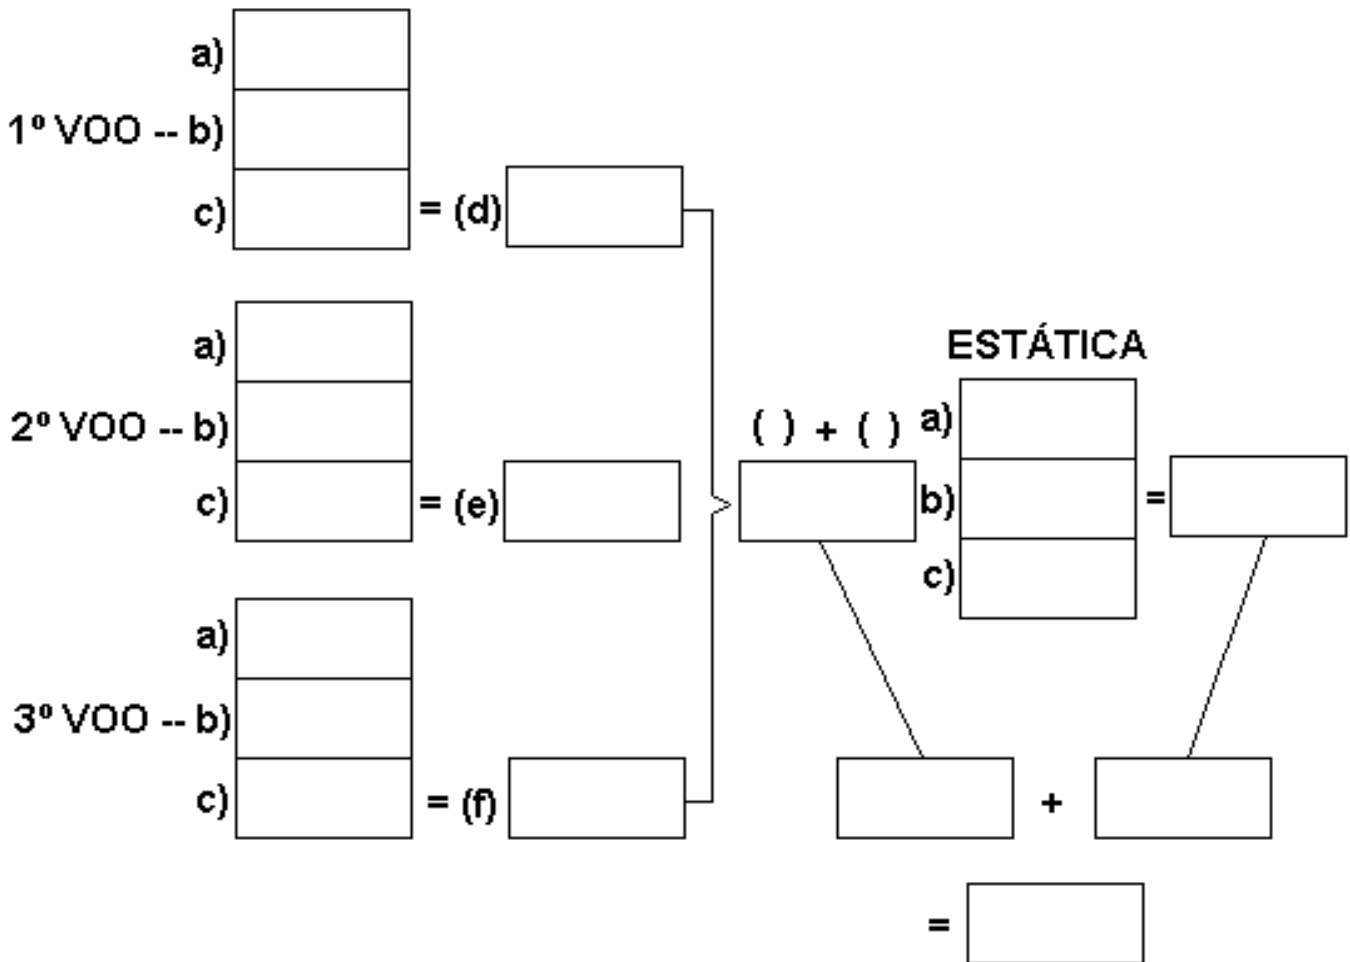 a)
1º VOO -- b)
c)
= (d)
a)
2º VOO -- b)
c)
= (e)
a)
3º VOO -- b)
c)
= (f)
( ) + ( )
ESTÁTICA
a)
b)
c)
=
+
=